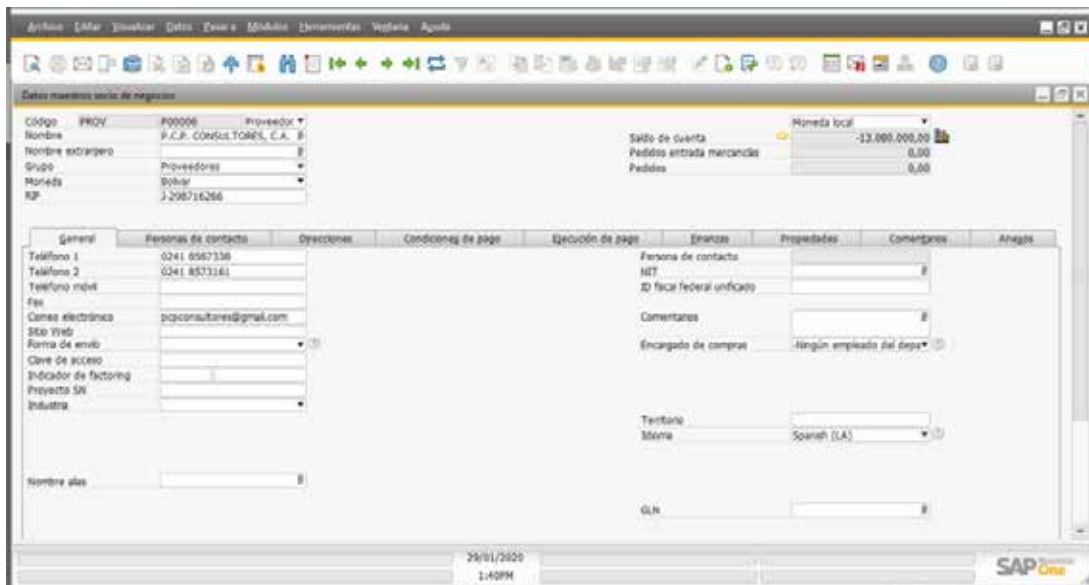 Archivo Editar Visualizar Datos Pasar a Módulos Herramientas Ventana Ayuda
Datos maestros socio de negocios
Código PROV P00006 Proveedor
Nombre P.C.P. CONSULTORES, C.A.
Nombre extranjero
Grupo Proveedores
Moneda Bolívar
RIF J-298716266
Moneda local
Saldo de cuenta -13.080.000,00
Pedidos entrada mercancías 0,00
Pedidos 0,00
General Personas de contacto Direcciones Condiciones de pago Ejecución de pago Finanzas Propiedades Comentarios Anexos
Teléfono 1 0241 8567338
Teléfono 2 0241 8573161
Teléfono móvil
Fax
Correo electrónico pcpconsultores@gmail.com
Sitio Web
Forma de envío
Clave de acceso
Indicador de factoring
Proyecto SN
Industria
Nombre alias
Persona de contacto
NIT
ID fiscal federal unificado
Comentarios
Encargado de compras -Ningún empleado del depa
Territorio
Idioma Spanish (LA)
GLN
29/01/2020
1:40PM
SAP Business One